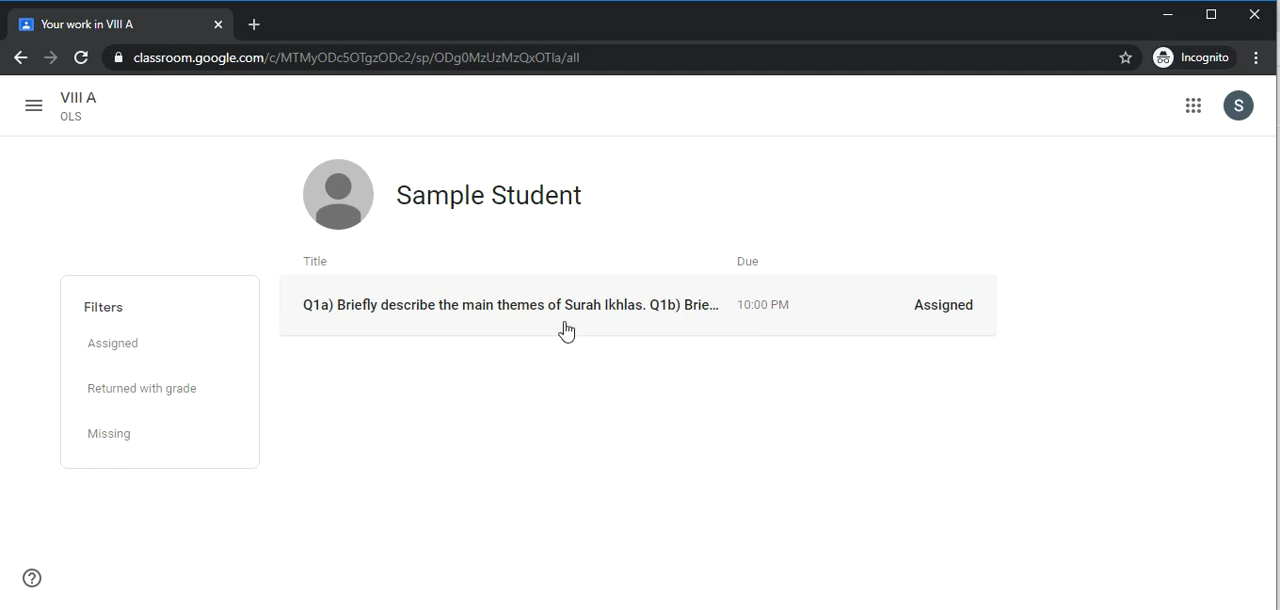 Your work in VIII A
classroom.google.com/c/MTMyODc5OTgzODc2/sp/ODg0MzUzMzQxOTIa/all
Incognito
VIII A
OLS
S
Sample Student
Title Due
Q1a) Briefly describe the main themes of Surah Ikhlas. Q1b) Brie... 10:00 PM Assigned
Filters
Assigned
Returned with grade
Missing